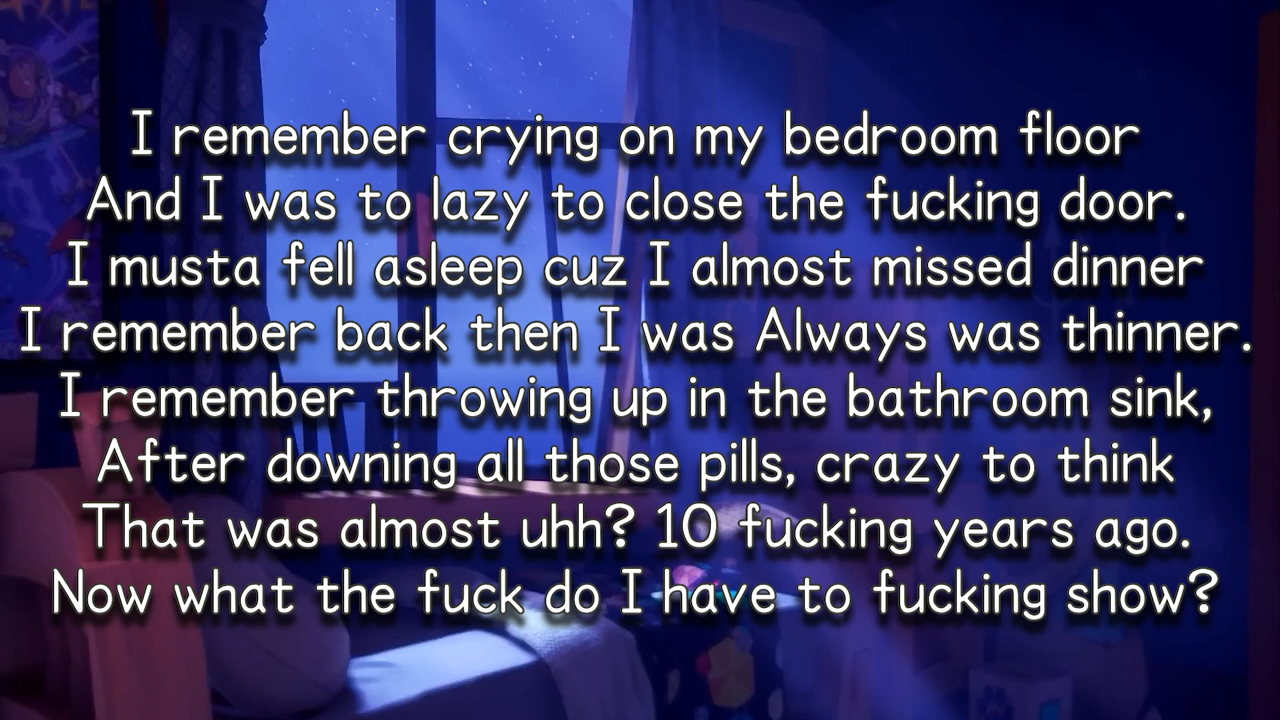 I remember crying on my bedroom floor
And I was to lazy to close the fucking door.
I musta fell asleep cuz I almost missed dinner
I remember back then I was Always was thinner.
I remember throwing up in the bathroom sink,
After downing all those pills, crazy to think
That was almost uhh? 10 fucking years ago.
Now what the fuck do I have to fucking show?